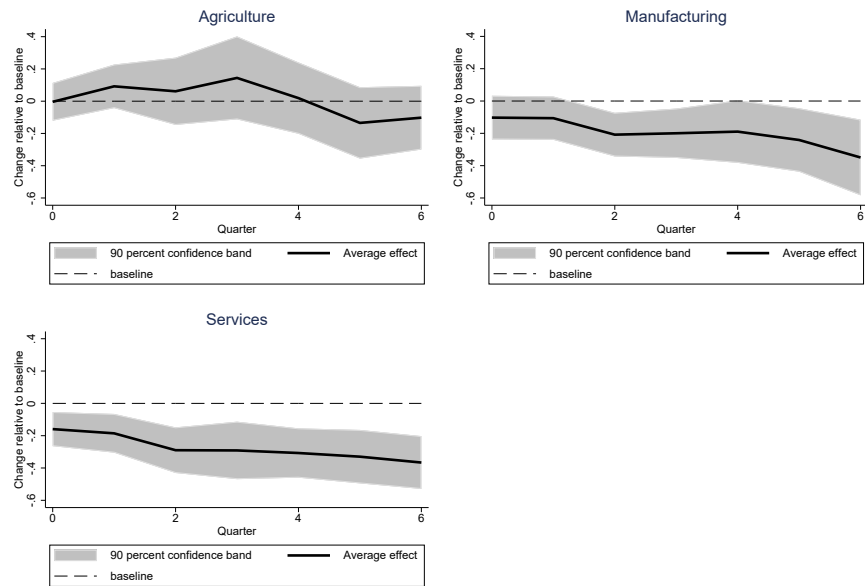 Agriculture
Change relative to baseline
.4
.2
0
-.2
-.4
-.6
0 2 4 6
Quarter
90 percent confidence band Average effect
baseline
Manufacturing
Change relative to baseline
.4
.2
0
-.2
-.4
-.6
0 2 4 6
Quarter
90 percent confidence band Average effect
baseline
Services
Change relative to baseline
.4
.2
0
-.2
-.4
-.6
0 2 4 6
Quarter
90 percent confidence band Average effect
baseline